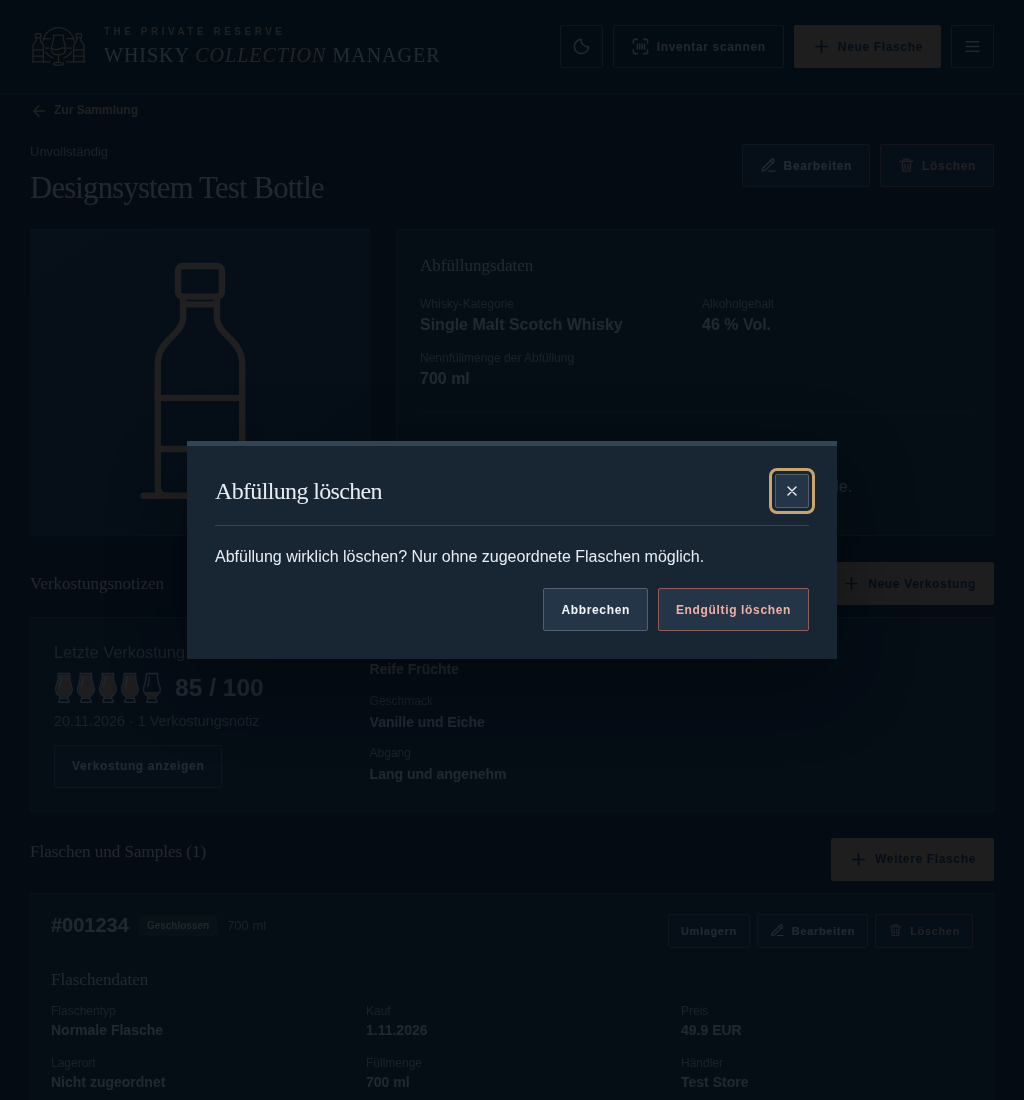 THE PRIVATE RESERVE
WHISKY COLLECTION MANAGER
Inventar scannen
Neue Flasche
Zur Sammlung
Unvollständig
Designsystem Test Bottle
Bearbeiten
Löschen
Abfüllungsdaten
Whisky-Kategorie
Alkoholgehalt
Single Malt Scotch Whisky
46 % Vol.
Nennfüllmenge der Abfüllung
700 ml
Abfüllung löschen
Abfüllung wirklich löschen? Nur ohne zugeordnete Flaschen möglich.
Abbrechen
Endgültig löschen
Verkostungsnotizen
Neue Verkostung
Letzte Verkostung
85 / 100
20.11.2026 · 1 Verkostungsnotiz
Verkostung anzeigen
Reife Früchte
Geschmack
Vanille und Eiche
Abgang
Lang und angenehm
Flaschen und Samples (1)
Weitere Flasche
#001234
Geschlossen
700 ml
Umlagern
Bearbeiten
Löschen
Flaschendaten
Flaschentyp
Kauf
Preis
Normale Flasche
1.11.2026
49.9 EUR
Lagerort
Füllmenge
Händler
Nicht zugeordnet
700 ml
Test Store